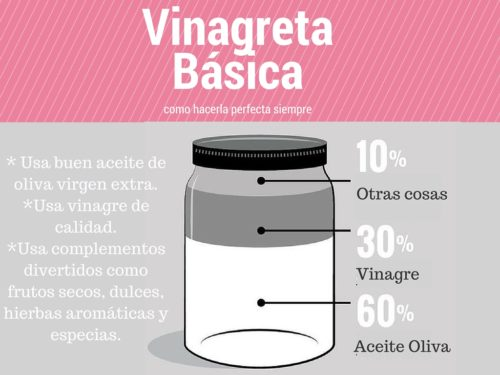 Vinagreta
Básica
como hacerla perfecta siempre
* Usa buen aceite de
oliva virgen extra.
*Usa vinagre de
calidad.
*Usa complementos
divertidos como
frutos secos, dulces,
hierbas aromáticas y
especias.
10%
Otras cosas
30%
Vinagre
60%
Aceite Oliva